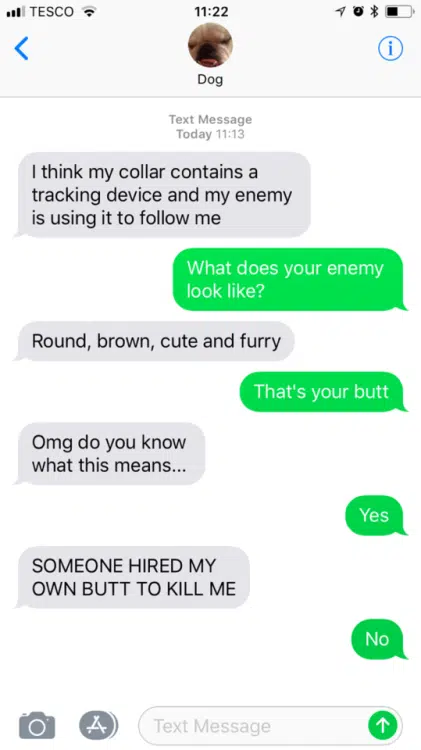 TESCO 11:22
Dog
Text Message
Today 11:13
I think my collar contains a
tracking device and my enemy
is using it to follow me
What does your enemy
look like?
Round, brown, cute and furry
That's your butt
Omg do you know
what this means...
Yes
SOMEONE HIRED MY
OWN BUTT TO KILL ME
No
Text Message